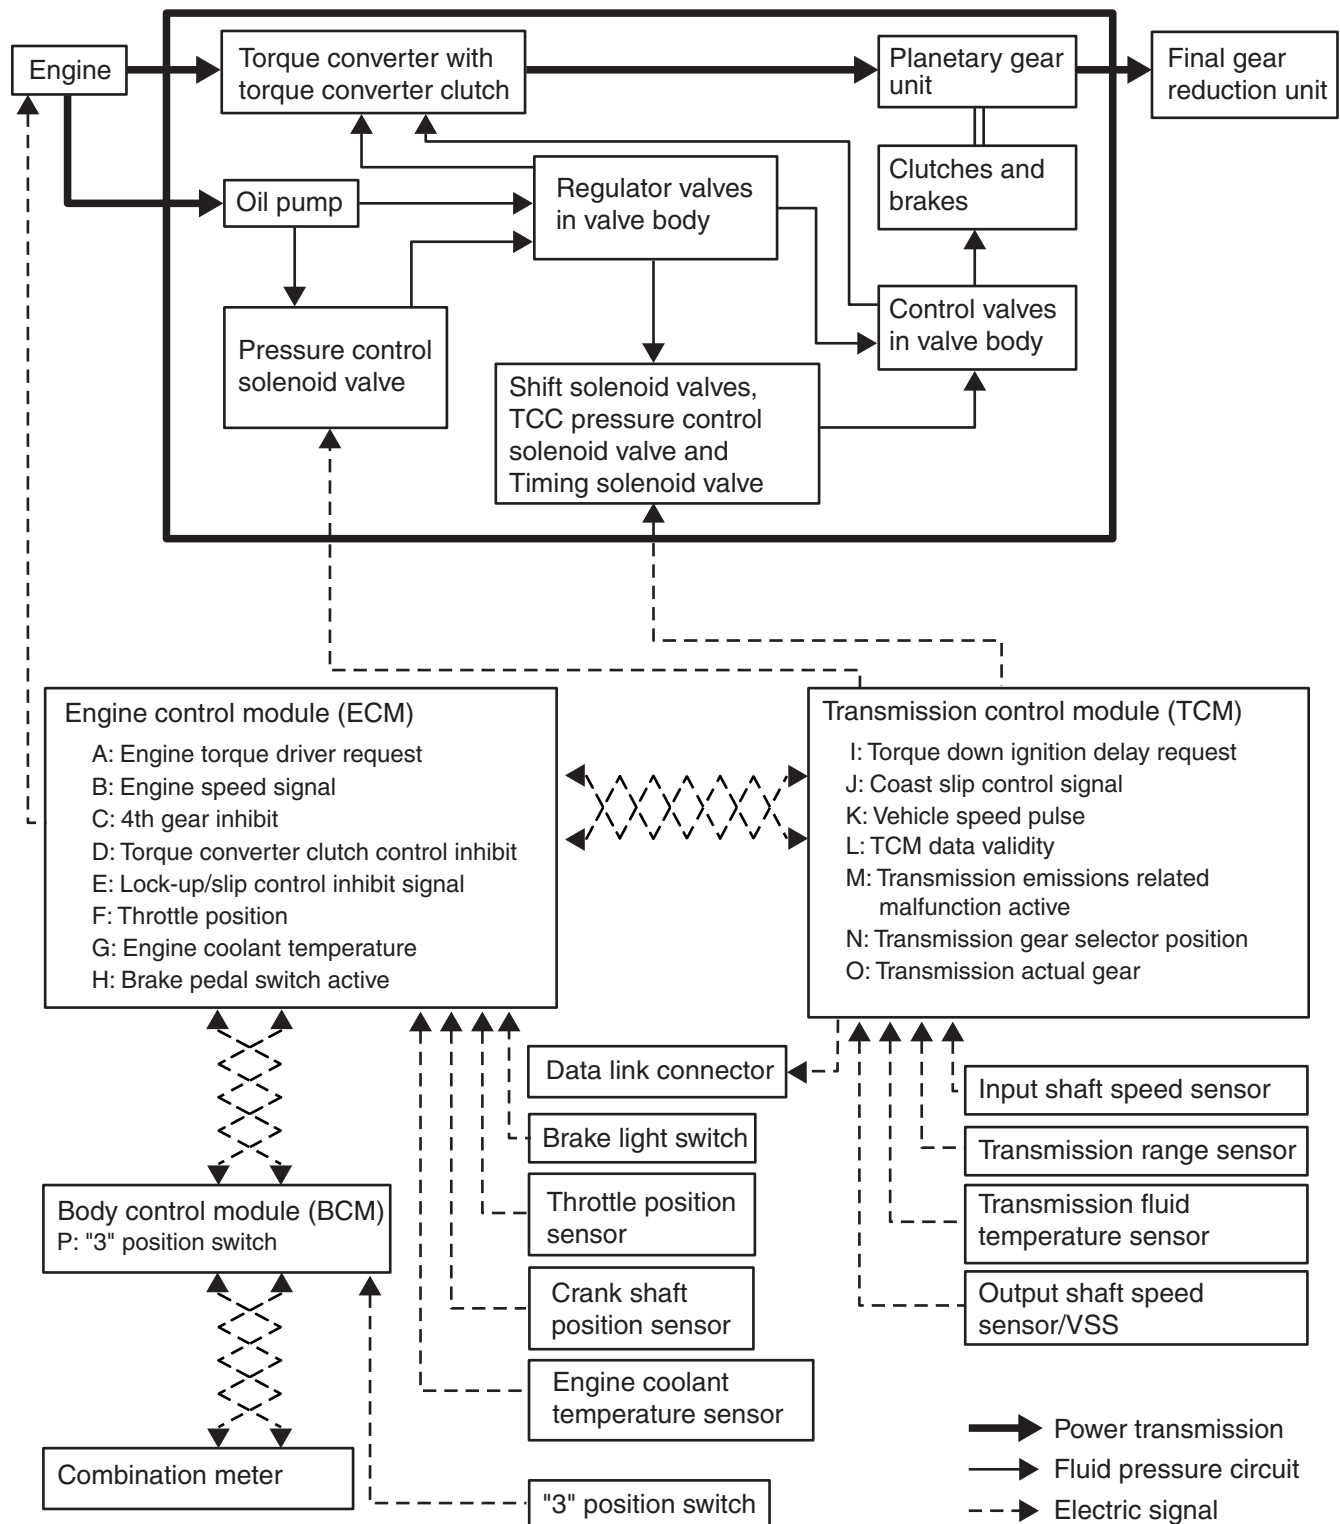 Engine
Torque converter with
torque converter clutch
Planetary gear
unit
Final gear
reduction unit
Oil pump
Regulator valves
in valve body
Clutches and
brakes
Pressure control
solenoid valve
Control valves
in valve body
Shift solenoid valves,
TCC pressure control
solenoid valve and
Timing solenoid valve
Engine control module (ECM)
A: Engine torque driver request
B: Engine speed signal
C: 4th gear inhibit
D: Torque converter clutch control inhibit
E: Lock-up/slip control inhibit signal
F: Throttle position
G: Engine coolant temperature
H: Brake pedal switch active
Transmission control module (TCM)
I: Torque down ignition delay request
J: Coast slip control signal
K: Vehicle speed pulse
L: TCM data validity
M: Transmission emissions related
malfunction active
N: Transmission gear selector position
O: Transmission actual gear
Data link connector
Brake light switch
Throttle position
sensor
Crank shaft
position sensor
Engine coolant
temperature sensor
"3" position switch
Input shaft speed sensor
Transmission range sensor
Transmission fluid
temperature sensor
Output shaft speed
sensor/VSS
Body control module (BCM)
P: "3" position switch
Combination meter
Power transmission
Fluid pressure circuit
Electric signal